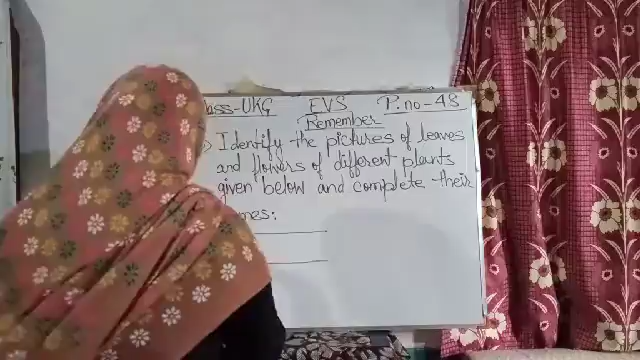 ass-UKG EVS P.no-48
Remember
Identify the pictures of leaves
and flowers of different plants
given below and complete their
mes: